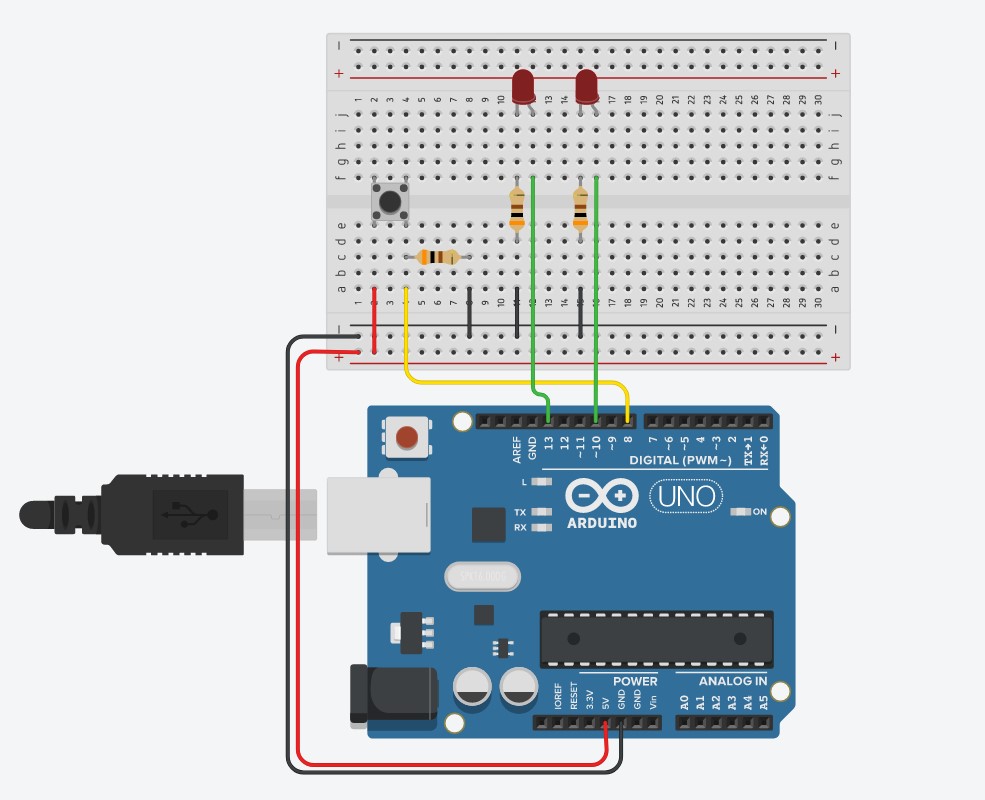 − −
+ +
1 2 3 4 5 6 7 8 9 10 11 12 13 14 15 16 17 18 19 20 21 22 23 24 25 26 27 28 29 30
j j
i i
h h
g g
f f
e e
d d
c c
b b
a a
1 2 3 4 5 6 7 8 9 10 11 12 13 14 15 16 17 18 19 20 21 22 23 24 25 26 27 28 29 30
− −
+ +
AREF GND 13 12 ~11 ~10 ~9 8 7 ~6 ~5 4 ~3 2 TX→1 RX←0
DIGITAL (PWM~)
L
TX
RX
UNO
ON
ARDUINO
POWER ANALOG IN
IOREF RESET 3.3V 5V GND GND Vin A0 A1 A2 A3 A4 A5